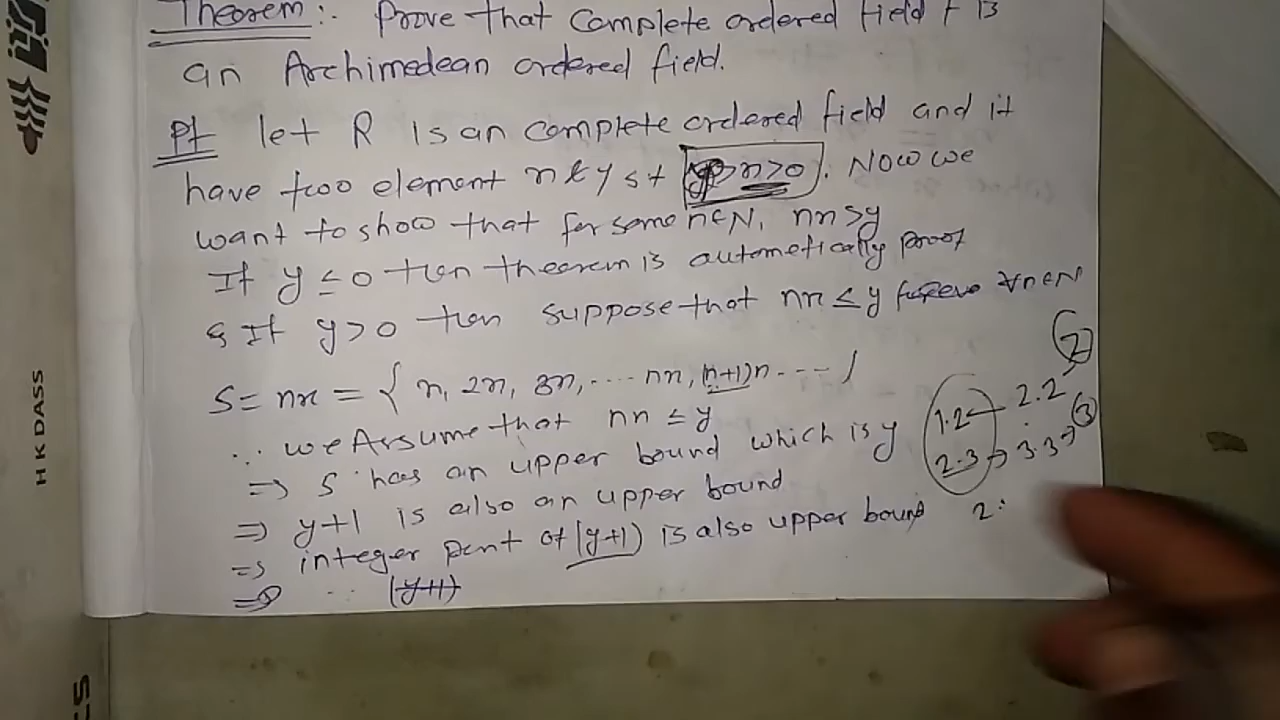 Theorem:. Prove that complete ordered field F is
an Archimedean ordered field.
Pf let R is an complete ordered field and it
have two element x & y st x>0. Now we
want to show that for some n∈N, nx>y
If y≤0 then theorem is automatically proof
& If y>0 then suppose that nx≤y ∀n∈N
S=nx={x, 2x, 3x,.... nx, (n+1)x ---}
∴ we Assume that nx≤y
⇒ S has an upper bound which is y
⇒ y+1 is also an upper bound
⇒ integer part of (y+1) is also upper bound
⇒ ∵ (y+1)
2
1.2 2.2
3
2.3 → 3.3 →
2.
HK DASS